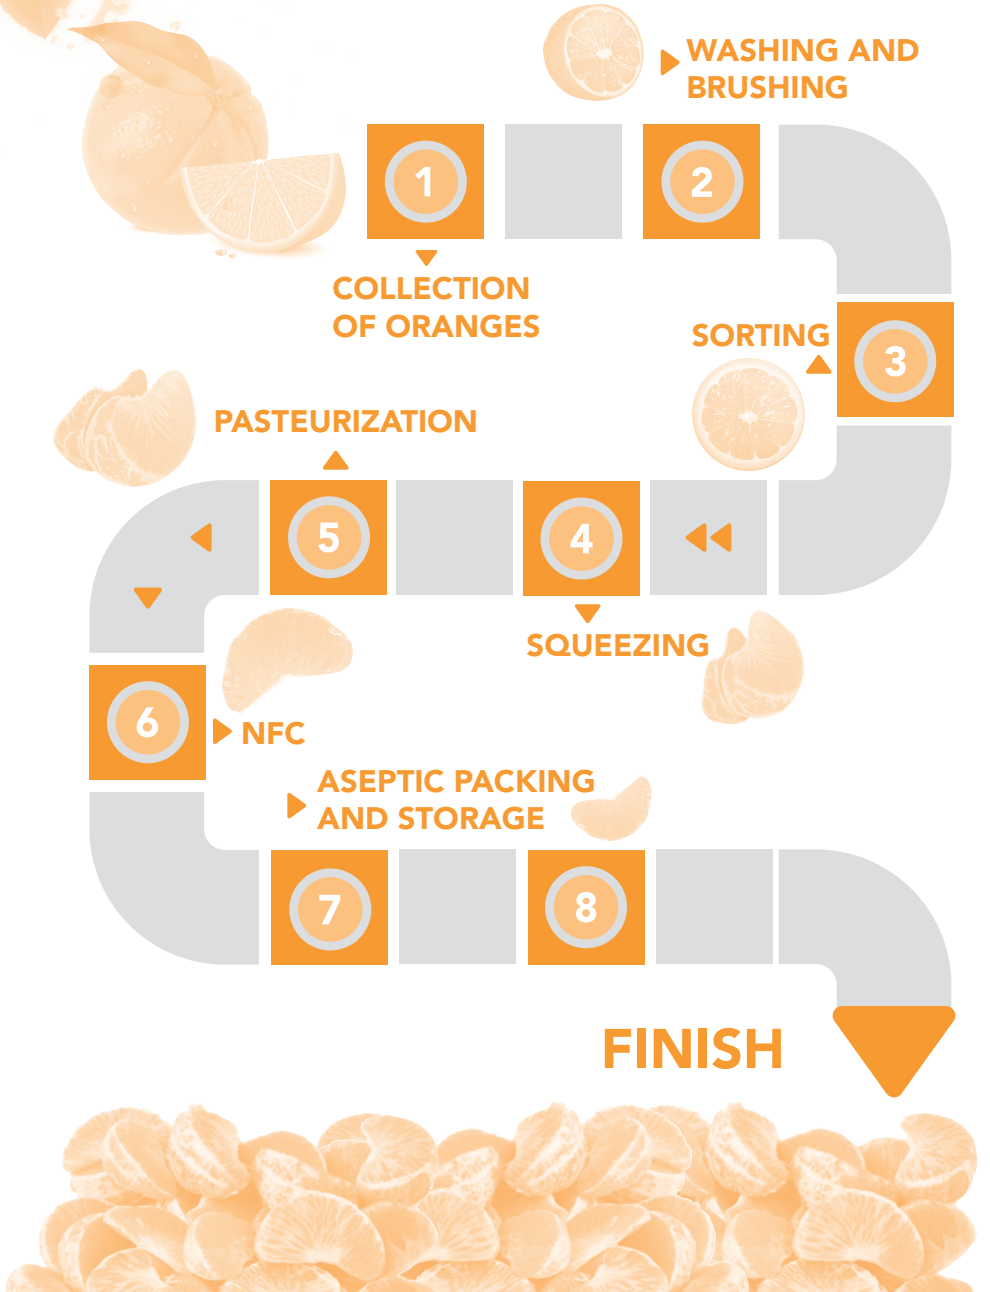 WASHING AND
BRUSHING
1
2
COLLECTION
OF ORANGES
SORTING
3
PASTEURIZATION
5
4
SQUEEZING
6
NFC
ASEPTIC PACKING
AND STORAGE
7
8
FINISH